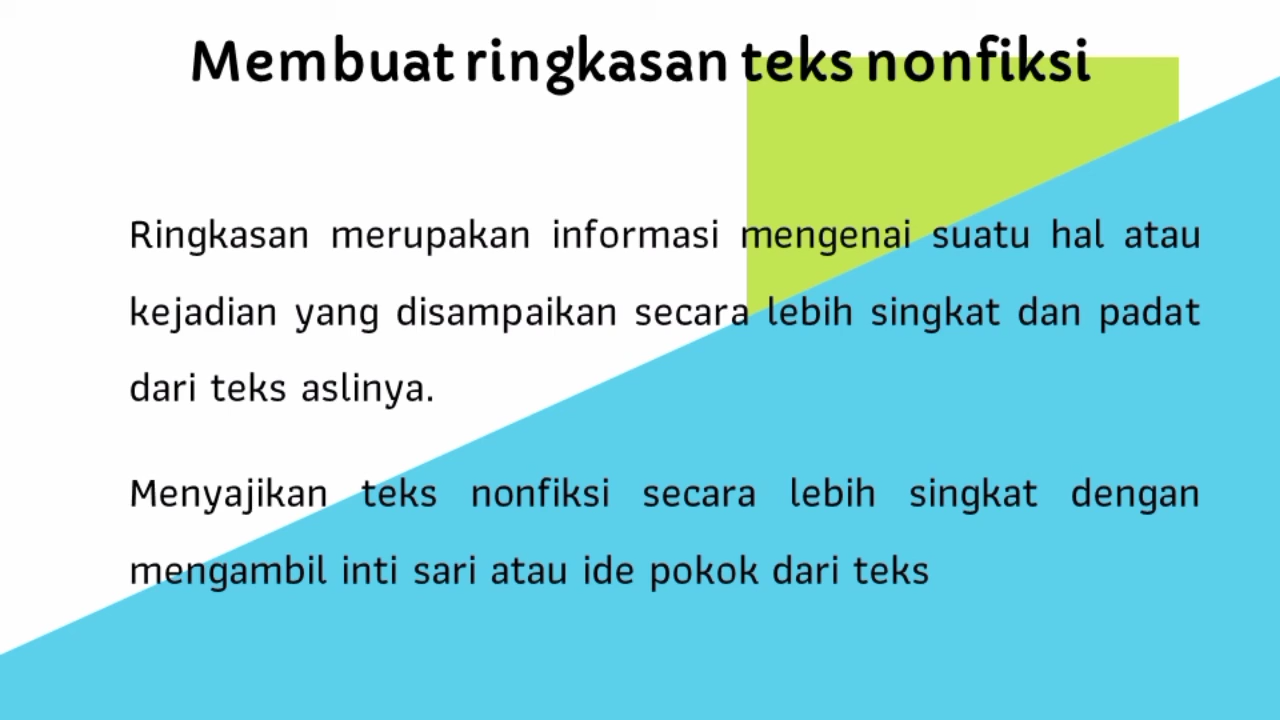 Membuat ringkasan teks nonfiksi
Ringkasan merupakan informasi mengenai suatu hal atau
kejadian yang disampaikan secara lebih singkat dan padat
dari teks aslinya.
Menyajikan teks nonfiksi secara lebih singkat dengan
mengambil inti sari atau ide pokok dari teks